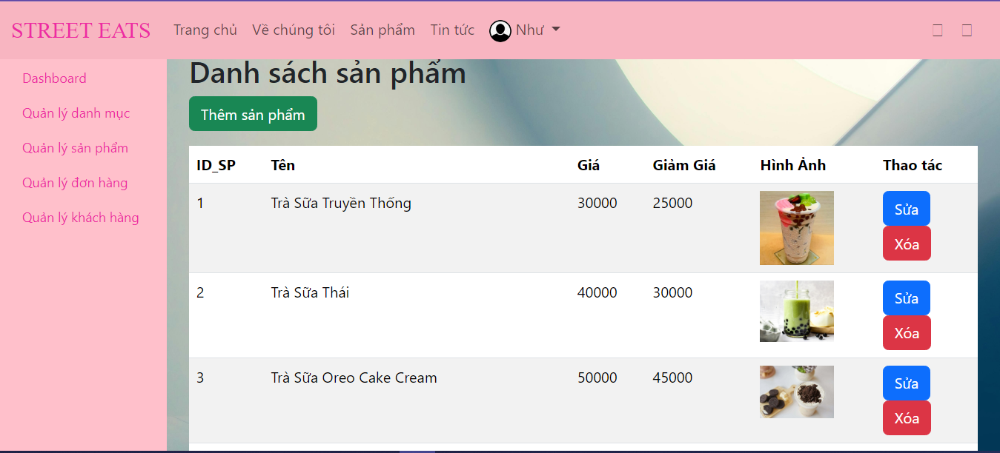 STREET EATS Trang chủ Về chúng tôi Sản phẩm Tin tức Như
Dashboard
Quản lý danh mục
Quản lý sản phẩm
Quản lý đơn hàng
Quản lý khách hàng
Danh sách sản phẩm
Thêm sản phẩm
ID_SP Tên Giá Giảm Giá Hình Ảnh Thao tác
1 Trà Sữa Truyền Thống 30000 25000 Sửa
Xóa
2 Trà Sữa Thái 40000 30000 Sửa
Xóa
3 Trà Sữa Oreo Cake Cream 50000 45000 Sửa
Xóa